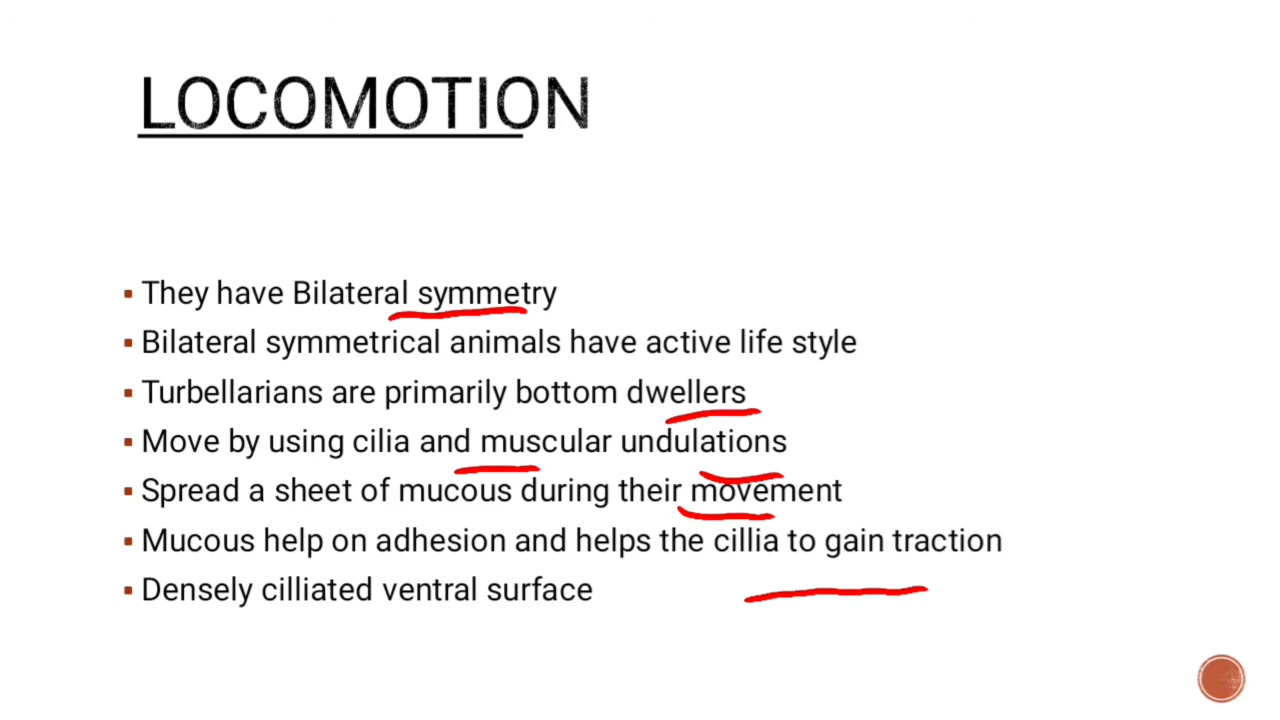 LOCOMOTION
▪ They have Bilateral symmetry
▪ Bilateral symmetrical animals have active life style
▪ Turbellarians are primarily bottom dwellers
▪ Move by using cilia and muscular undulations
▪ Spread a sheet of mucous during their movement
▪ Mucous help on adhesion and helps the cillia to gain traction
▪ Densely cilliated ventral surface